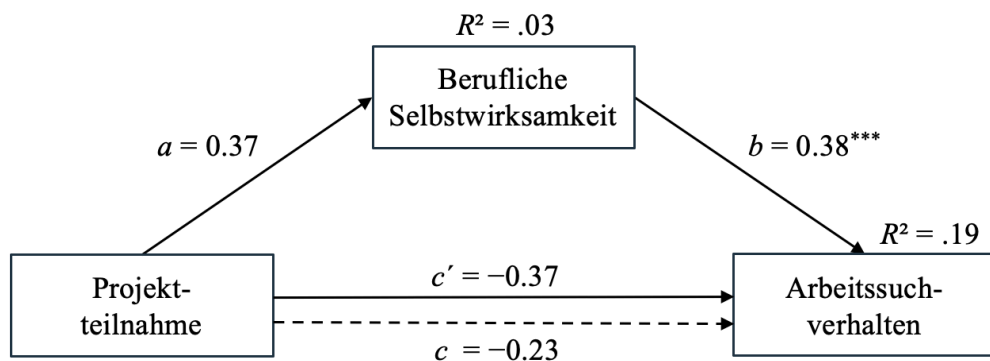 R² = .03
Berufliche
Selbstwirksamkeit
a = 0.37
b = 0.38***
R² = .19
Projekt-
teilnahme
c´ = −0.37
c = −0.23
Arbeitssuch-
verhalten